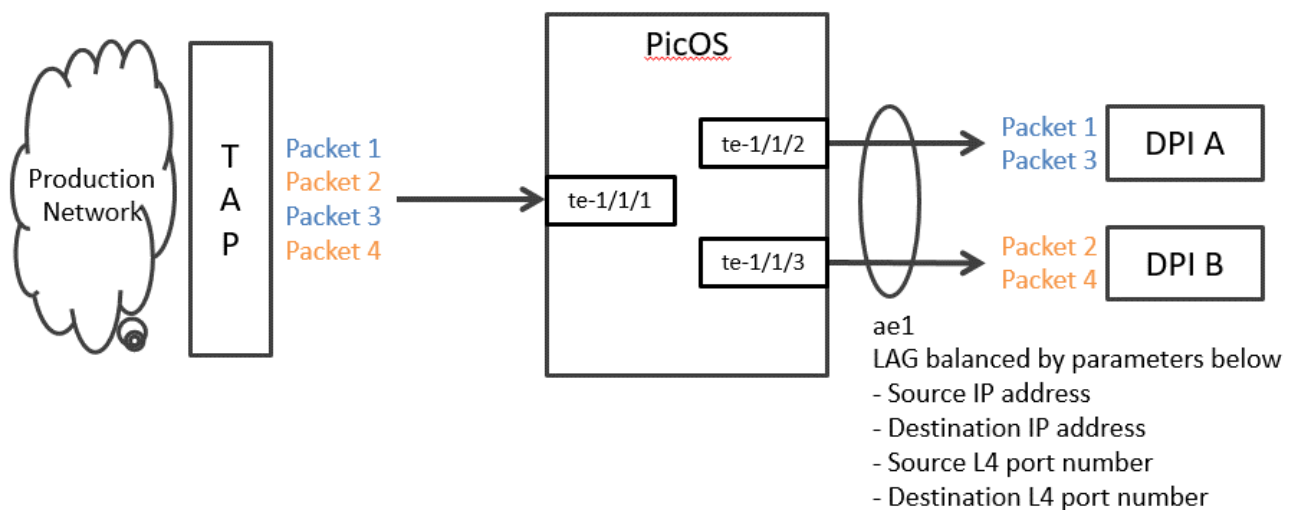 Production
Network
T
A
P
Packet 1
Packet 2
Packet 3
Packet 4
PicOS
te-1/1/1
te-1/1/2
te-1/1/3
Packet 1
Packet 3
DPI A
Packet 2
Packet 4
DPI B
ae1
LAG balanced by parameters below
- Source IP address
- Destination IP address
- Source L4 port number
- Destination L4 port number